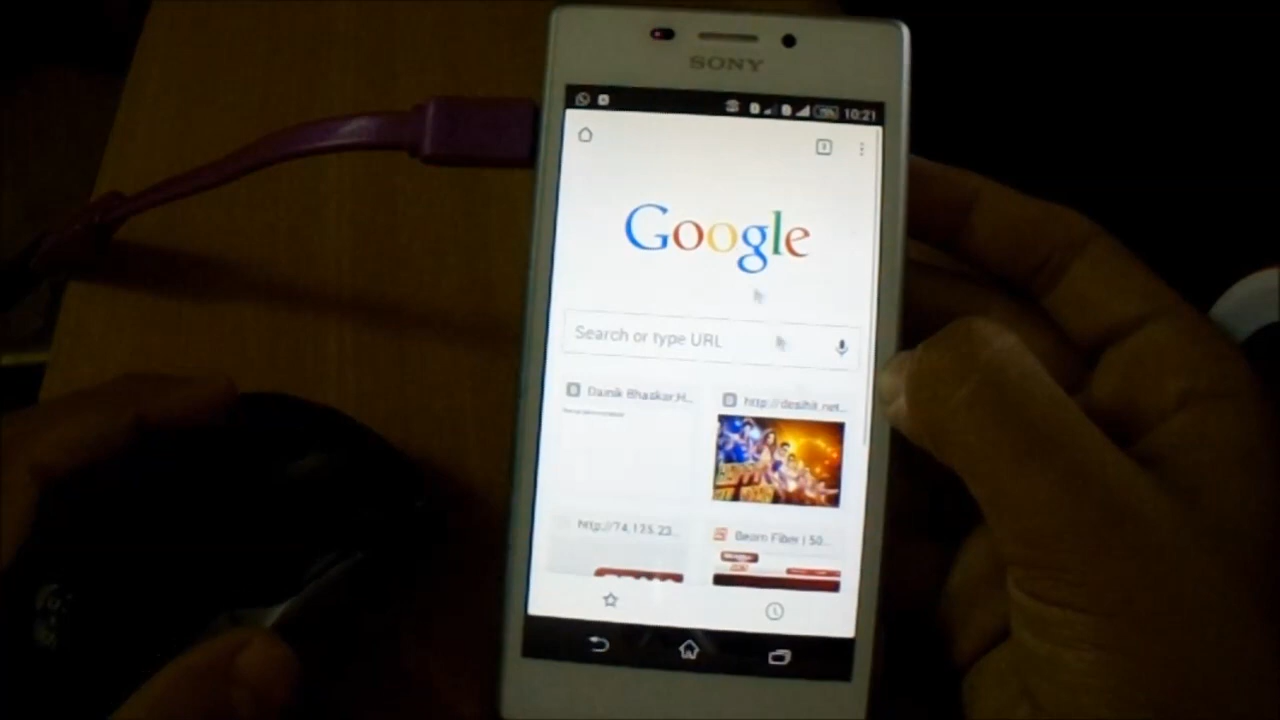 SONY
10:21
Google
Search or type URL
Dainik Bhaskar,H...
http://desihit.net...
http://74.125.23...
Beam Fiber | 50...